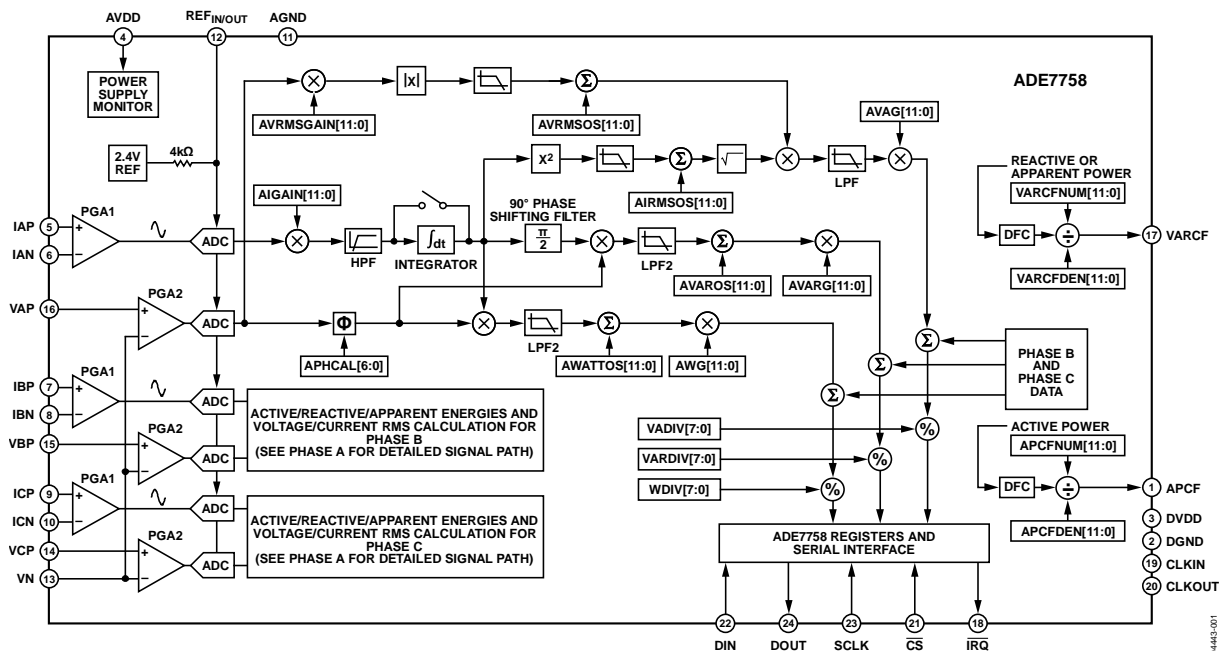 AVDD
REFIN/OUT
AGND
4
12
11
POWER
SUPPLY
MONITOR
ADE7758
|X|
Σ
AVRMSGAIN[11:0]
AVRMSOS[11:0]
AVAG[11:0]
2.4V
REF
4kΩ
X²
Σ
√
LPF
AIRMSOS[11:0]
REACTIVE OR
APPARENT POWER
VARCFNUM[11:0]
DFC
÷
17 VARCF
VARCFDEN[11:0]
AIGAIN[11:0]
90° PHASE
SHIFTING FILTER
IAP 5
IAN 6
PGA1
+
−
ADC
HPF
∫dt
INTEGRATOR
π
2
LPF2
Σ
AVAROS[11:0]
AVARG[11:0]
VAP 16
PGA2
+
−
ADC
Φ
APHCAL[6:0]
LPF2
Σ
AWATTOS[11:0]
AWG[11:0]
Σ
Σ
Σ
PHASE B
AND
PHASE C
DATA
IBP 7
IBN 8
PGA1
+
−
ADC
VBP 15
PGA2
+
−
ADC
ACTIVE/REACTIVE/APPARENT ENERGIES AND
VOLTAGE/CURRENT RMS CALCULATION FOR
PHASE B
(SEE PHASE A FOR DETAILED SIGNAL PATH)
VADIV[7:0]
%
VARDIV[7:0]
%
WDIV[7:0]
%
ACTIVE POWER
APCFNUM[11:0]
DFC
÷
1 APCF
APCFDEN[11:0]
ICP 9
ICN 10
PGA1
+
−
ADC
VCP 14
VN 13
PGA2
+
−
ADC
ACTIVE/REACTIVE/APPARENT ENERGIES AND
VOLTAGE/CURRENT RMS CALCULATION FOR
PHASE C
(SEE PHASE A FOR DETAILED SIGNAL PATH)
ADE7758 REGISTERS AND
SERIAL INTERFACE
3 DVDD
2 DGND
19 CLKIN
20 CLKOUT
22
24
23
21
18
DIN
DOUT
SCLK
CS
IRQ
04443-001